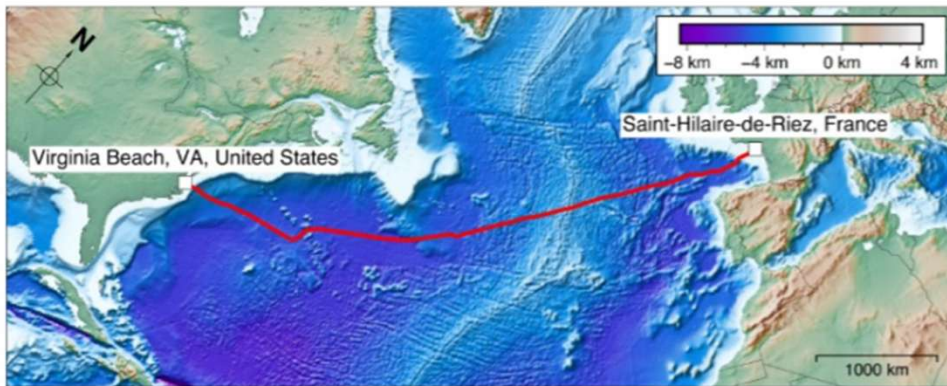 N
−8 km −4 km 0 km 4 km
Saint-Hilaire-de-Riez, France
Virginia Beach, VA, United States
1000 km